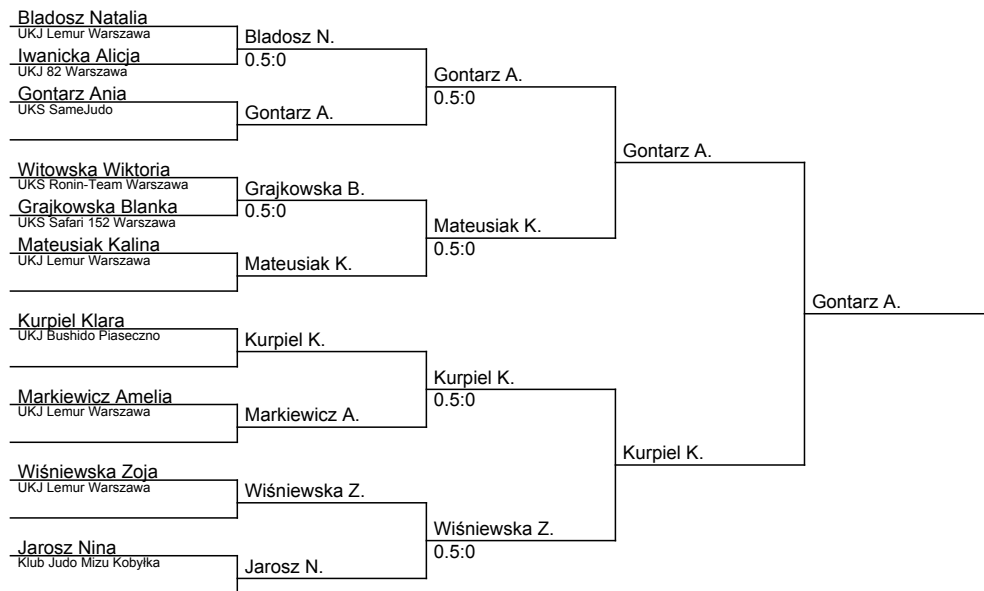 Bladosz Natalia
UKJ Lemur Warszawa
Iwanicka Alicja
UKJ 82 Warszawa
Gontarz Ania
UKS SameJudo
Witowska Wiktoria
UKS Ronin-Team Warszawa
Grajkowska Blanka
UKS Safari 152 Warszawa
Mateusiak Kalina
UKJ Lemur Warszawa
Kurpiel Klara
UKJ Bushido Piaseczno
Markiewicz Amelia
UKJ Lemur Warszawa
Wiśniewska Zoja
UKJ Lemur Warszawa
Jarosz Nina
Klub Judo Mizu Kobyłka
Bladosz N.
0.5:0
Gontarz A.
Grajkowska B.
0.5:0
Mateusiak K.
Kurpiel K.
Markiewicz A.
Wiśniewska Z.
Jarosz N.
Gontarz A.
0.5:0
Mateusiak K.
0.5:0
Kurpiel K.
0.5:0
Wiśniewska Z.
0.5:0
Gontarz A.
Kurpiel K.
Gontarz A.